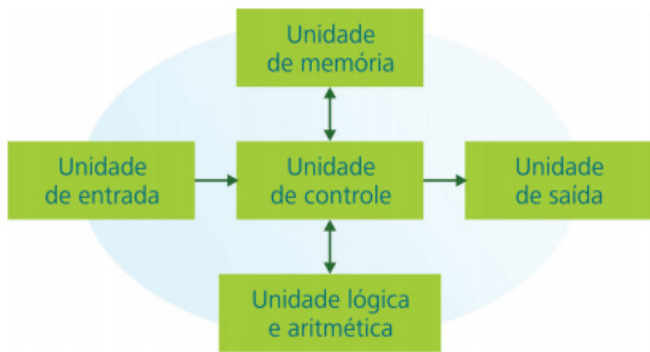 Unidade
de memória
Unidade
de entrada
Unidade
de controle
Unidade
de saída
Unidade lógica
e aritmética